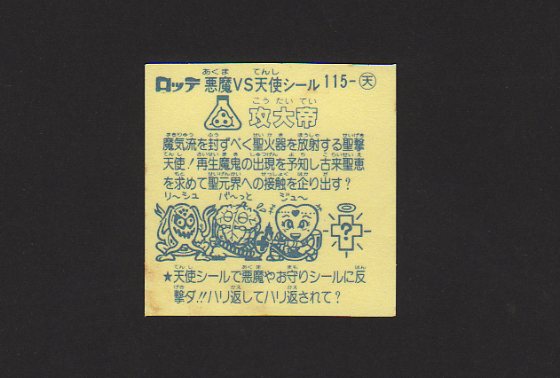 ロッテ 悪魔VS天使シール 115-天
攻大帝
魔気流を封ずべく聖火器を放射する聖撃
天使!再生魔鬼の出現を予知し古来聖恵
を求めて聖元界への接触を企り出す?
リ〜シュ バ〜っと ジュ〜
?
★天使シールで悪魔やお守りシールに反
撃ダ!!ハリ返してハリ返されて?